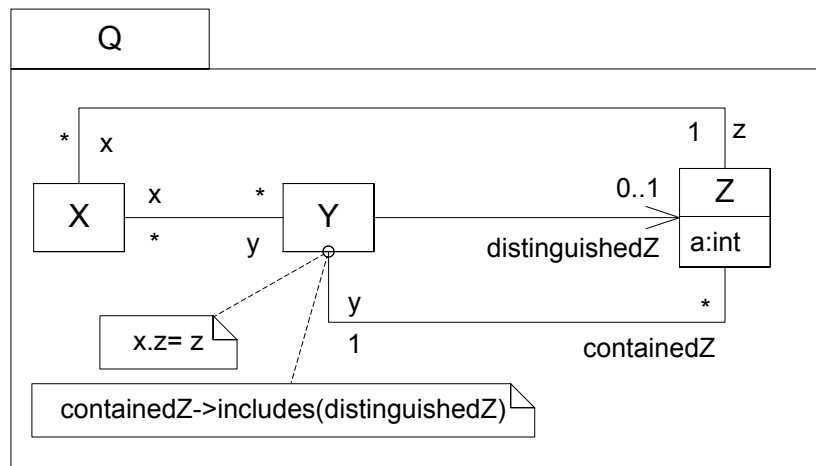 Q
* x
1 z
X
x *
* y
Y
0..1
distinguishedZ
Z
a:int
y
1
*
containedZ
x.z= z
containedZ->includes(distinguishedZ)